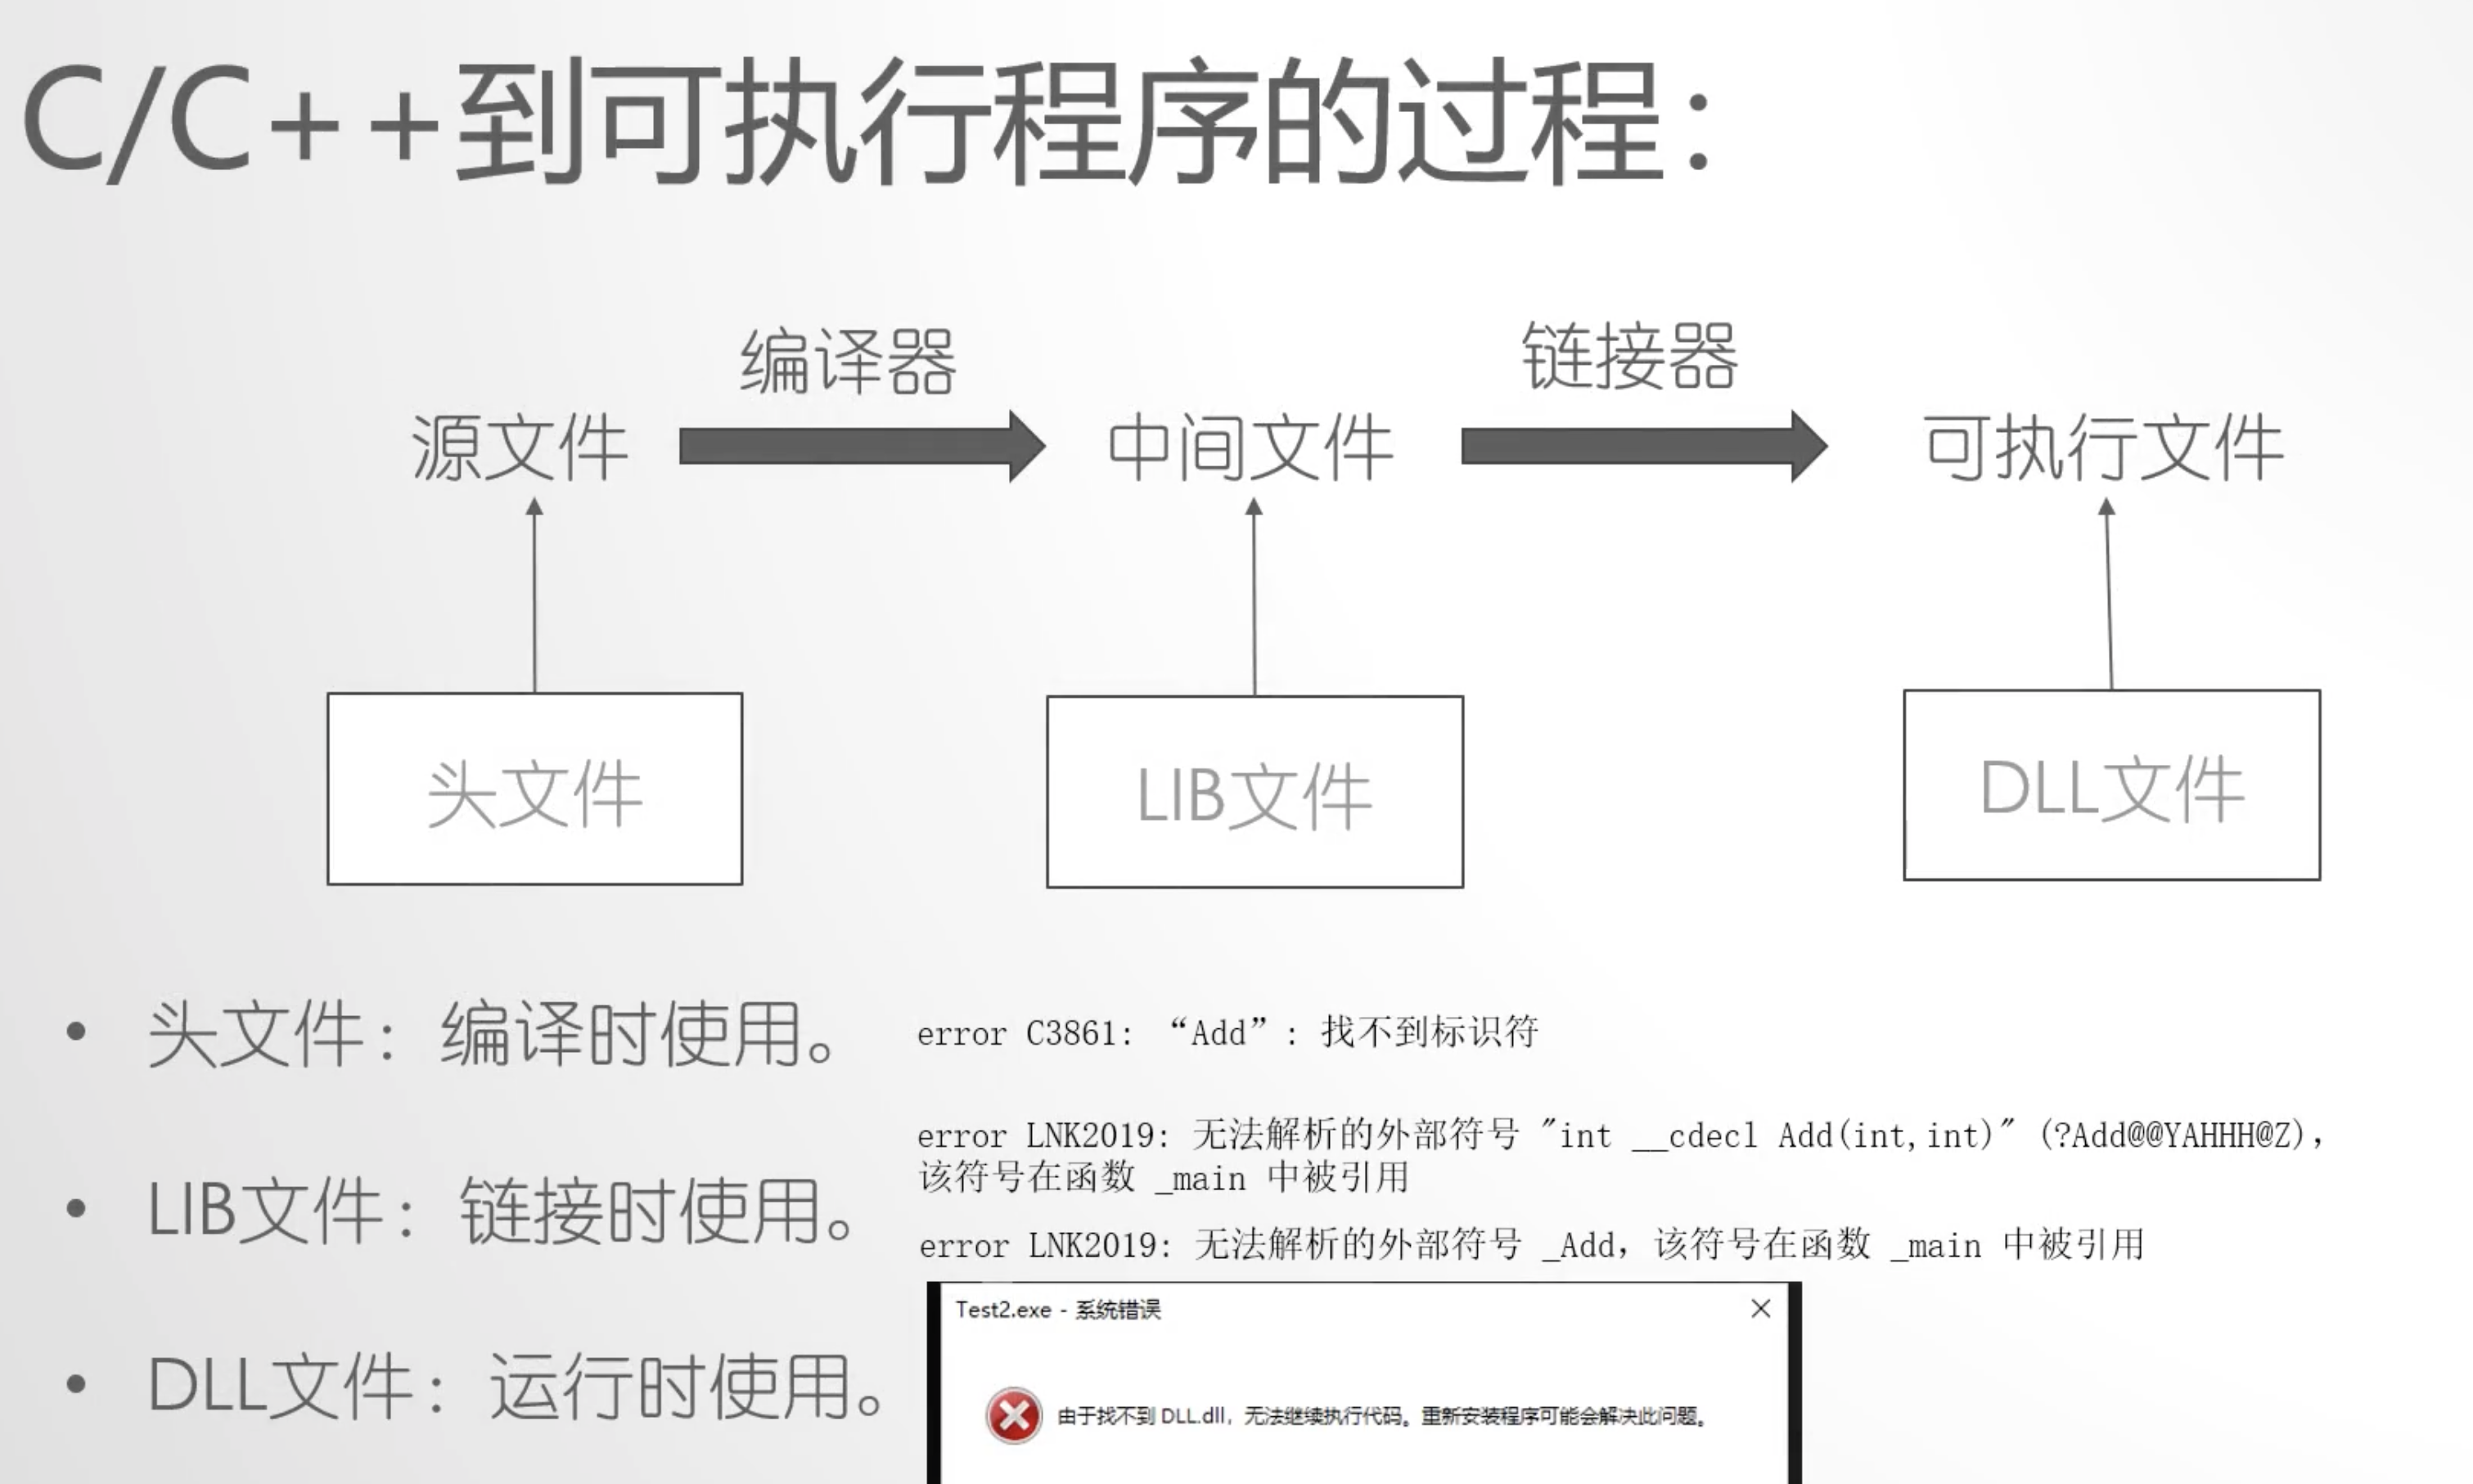 C/C++到可执行程序的过程：
编译器
链接器
源文件
中间文件
可执行文件
头文件
LIB文件
DLL文件
• 头文件：编译时使用。
error C3861: “Add”: 找不到标识符
• LIB文件：链接时使用。
error LNK2019: 无法解析的外部符号 "int __cdecl Add(int,int)" (?Add@@YAHHH@Z),
该符号在函数 _main 中被引用
error LNK2019: 无法解析的外部符号 _Add，该符号在函数 _main 中被引用
• DLL文件：运行时使用。
Test2.exe - 系统错误
由于找不到 DLL.dll，无法继续执行代码。重新安装程序可能会解决此问题。